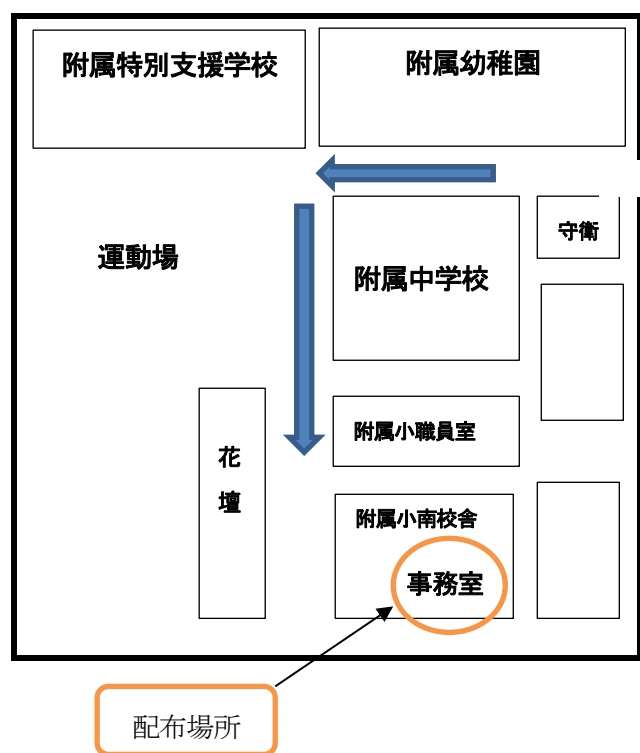 附属特別支援学校
附属幼稚園
守衛
運動場
附属中学校
附属小職員室
花
壇
附属小南校舎
事務室
配布場所